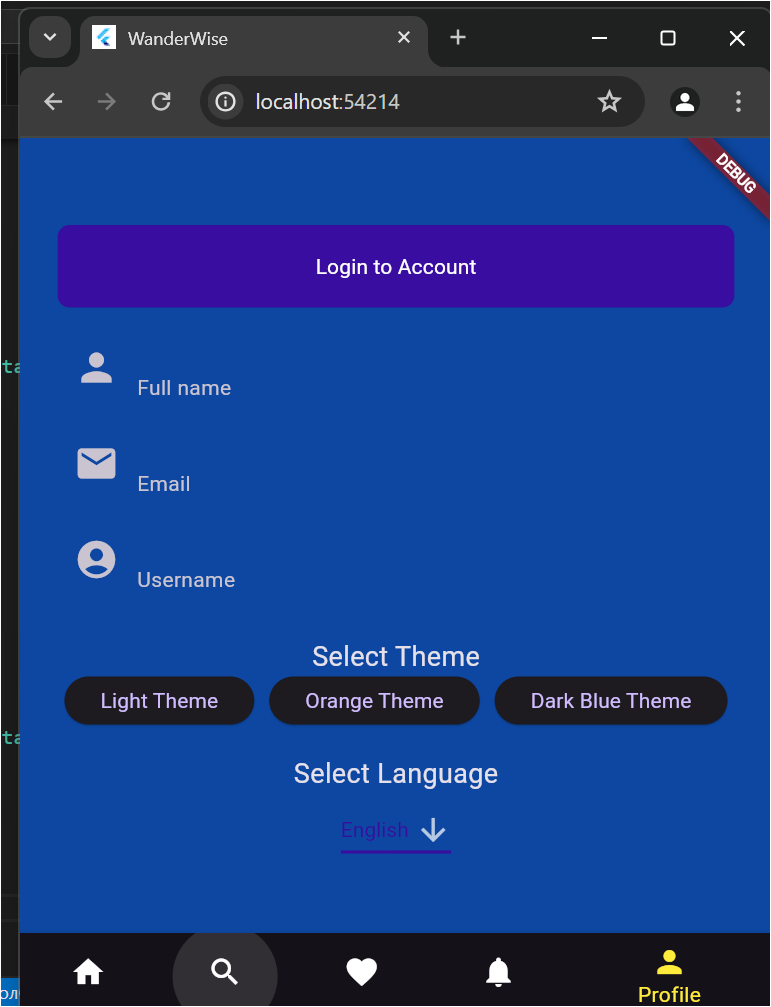 WanderWise
localhost:54214
DEBUG
Login to Account
Full name
Email
Username
Select Theme
Light Theme
Orange Theme
Dark Blue Theme
Select Language
English
Profile